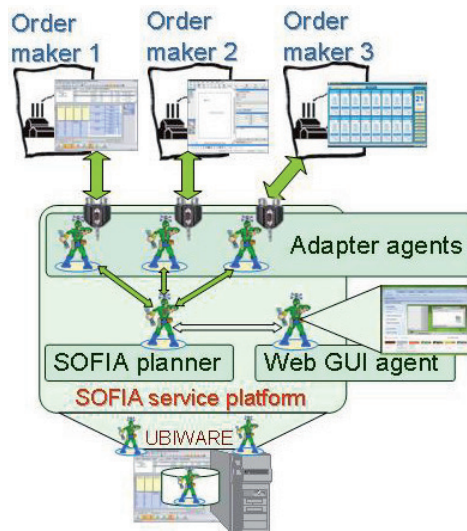 Order
maker 1
Order
maker 2
Order
maker 3
21
Adapter agents
SOFIA planner
Web GUI agent
SOFIA service platform
UBIWARE